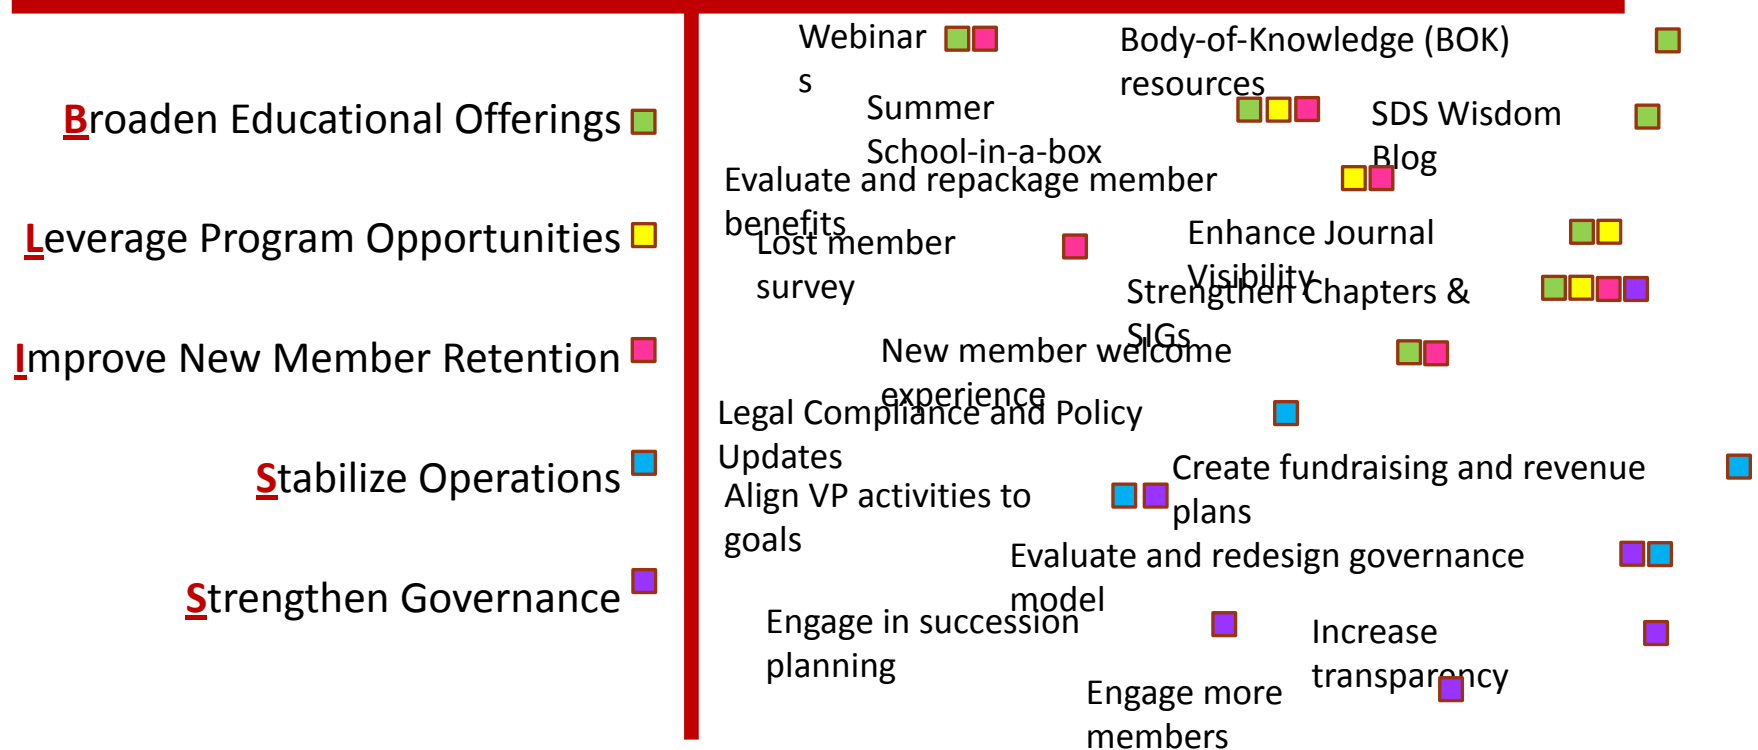 Broaden Educational Offerings
Leverage Program Opportunities
Improve New Member Retention
Stabilize Operations
Strengthen Governance
Webinar
s
Body-of-Knowledge (BOK)
resources
Summer
School-in-a-box
SDS Wisdom
Blog
Evaluate and repackage member
benefits
Lost member
survey
Enhance Journal
Visibility
Strengthen Chapters &
SIGs
New member welcome
experience
Legal Compliance and Policy
Updates
Create fundraising and revenue
plans
Align VP activities to
goals
Evaluate and redesign governance
model
Engage in succession
planning
Increase
transparency
Engage more
members